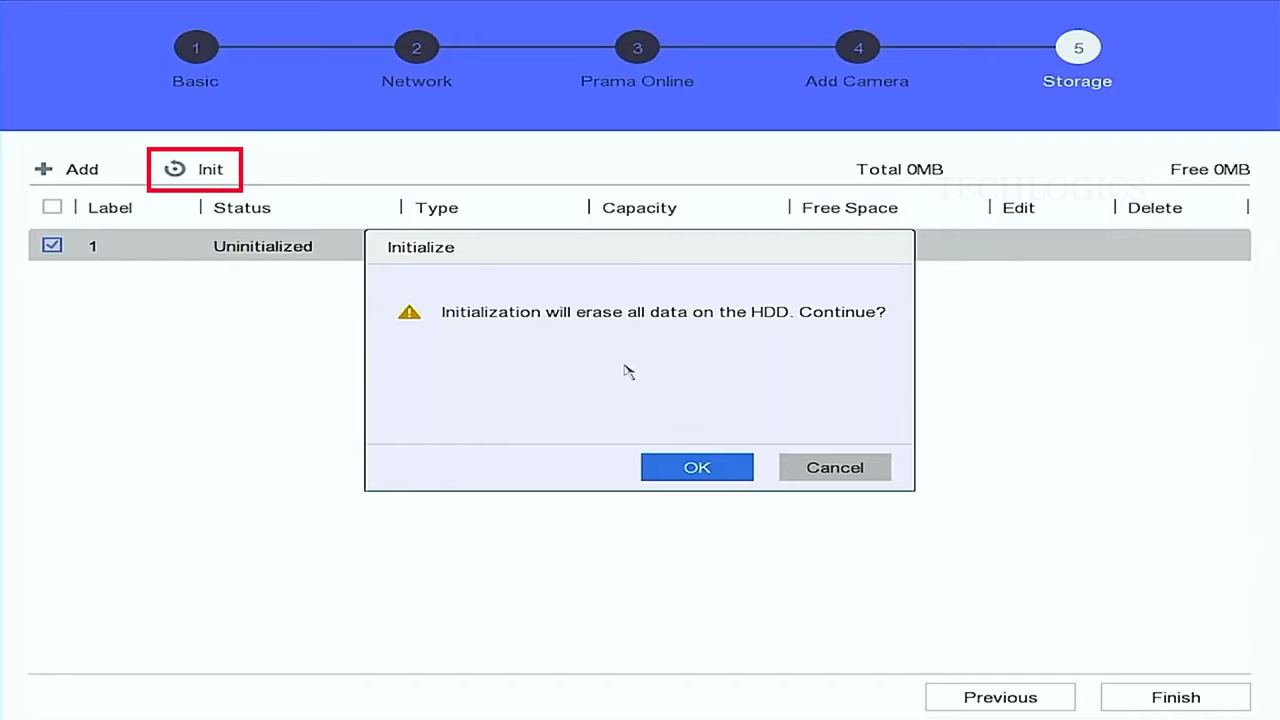 1 2 3 4 5
Basic Network Prama Online Add Camera Storage
Add Init Total 0MB Free 0MB
TECHLOGICS
Label Status Type Capacity Free Space Edit Delete
1 Uninitialized
Initialize
Initialization will erase all data on the HDD. Continue?
OK Cancel
Previous Finish